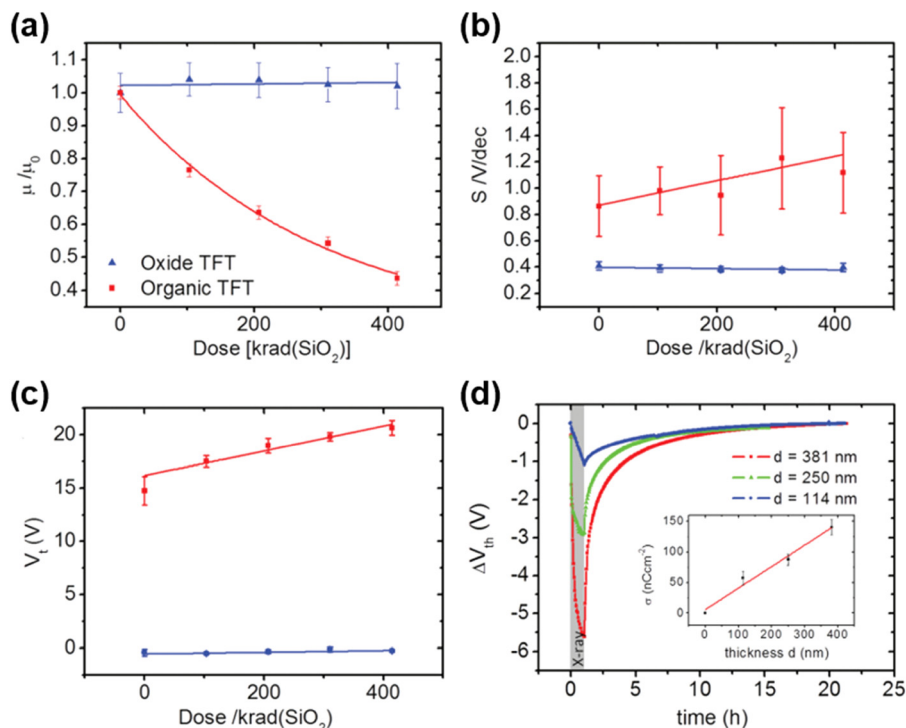 (a)
1.1
1.0
0.9
0.8
0.7
0.6
0.5
0.4
μ /μ₀
Oxide TFT
Organic TFT
0 200 400
Dose [krad(SiO₂)]
(b)
2.0
1.8
1.6
1.4
1.2
1.0
0.8
0.6
0.4
0.2
S /V/dec
0 200 400
Dose /krad(SiO₂)
(c)
20
15
0
Vₜ (V)
0 200 400
Dose /krad(SiO₂)
(d)
0
-1
-2
-3
-4
-5
-6
ΔVₜₕ (V)
X-ray
d = 381 nm
d = 250 nm
d = 114 nm
150
100
50
0
σ (nCcm⁻²)
0 100 200 300 400
thickness d (nm)
0 5 10 15 20 25
time (h)